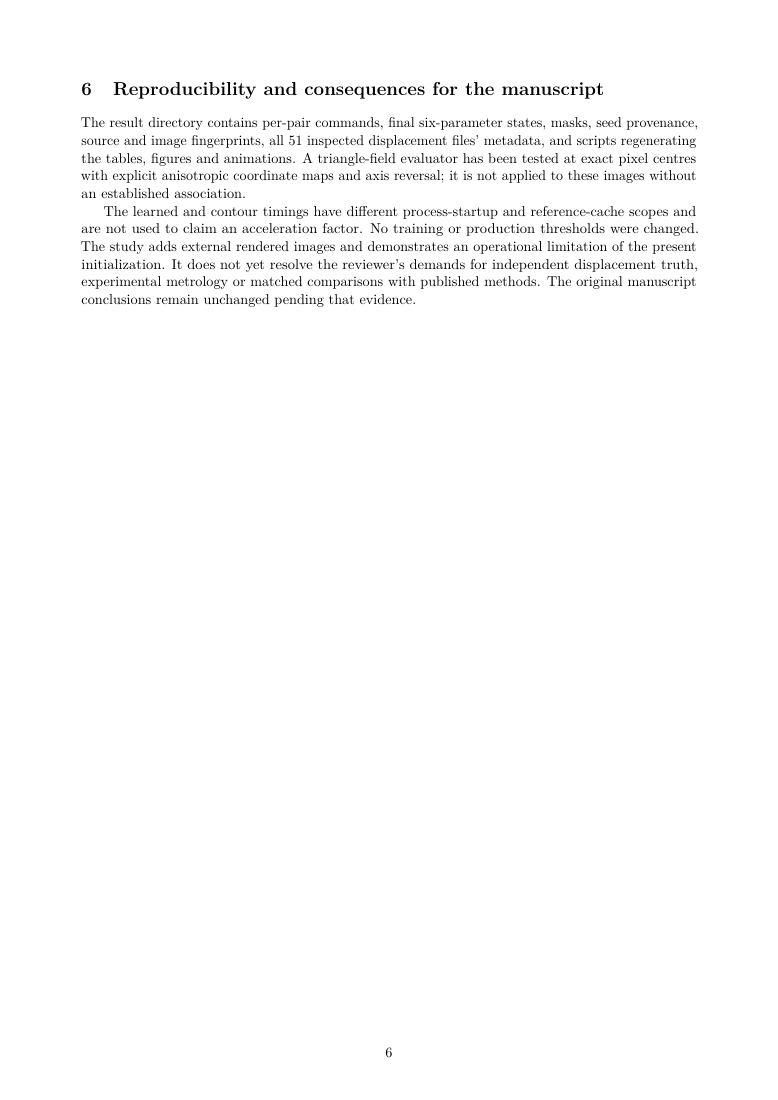 6 Reproducibility and consequences for the manuscript
The result directory contains per-pair commands, final six-parameter states, masks, seed provenance,
source and image fingerprints, all 51 inspected displacement files' metadata, and scripts regenerating
the tables, figures and animations. A triangle-field evaluator has been tested at exact pixel centres
with explicit anisotropic coordinate maps and axis reversal; it is not applied to these images without
an established association.
The learned and contour timings have different process-startup and reference-cache scopes and
are not used to claim an acceleration factor. No training or production thresholds were changed.
The study adds external rendered images and demonstrates an operational limitation of the present
initialization. It does not yet resolve the reviewer's demands for independent displacement truth,
experimental metrology or matched comparisons with published methods. The original manuscript
conclusions remain unchanged pending that evidence.
6